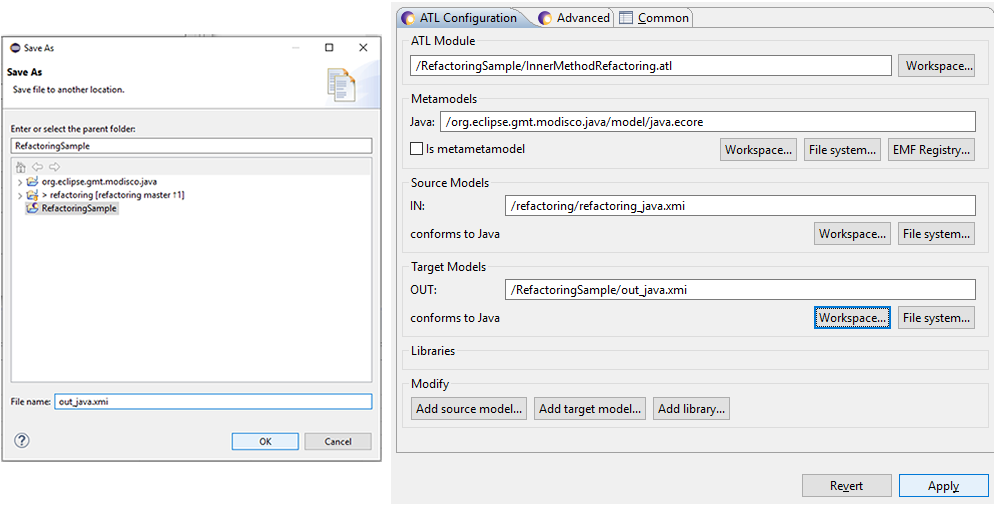 Save As
Save As
Save file to another location.
Enter or select the parent folder:
RefactoringSample
org.eclipse.gmt.modisco.java
> refactoring [refactoring master ↑1]
RefactoringSample
File name: out_java.xmi
OK Cancel
ATL Configuration Advanced Common
ATL Module
/RefactoringSample/InnerMethodRefactoring.atl Workspace...
Metamodels
Java: /org.eclipse.gmt.modisco.java/model/java.ecore
Is metametamodel Workspace... File system... EMF Registry...
Source Models
IN: /refactoring/refactoring_java.xmi
conforms to Java Workspace... File system...
Target Models
OUT: /RefactoringSample/out_java.xmi
conforms to Java Workspace... File system...
Libraries
Modify
Add source model... Add target model... Add library...
Revert Apply